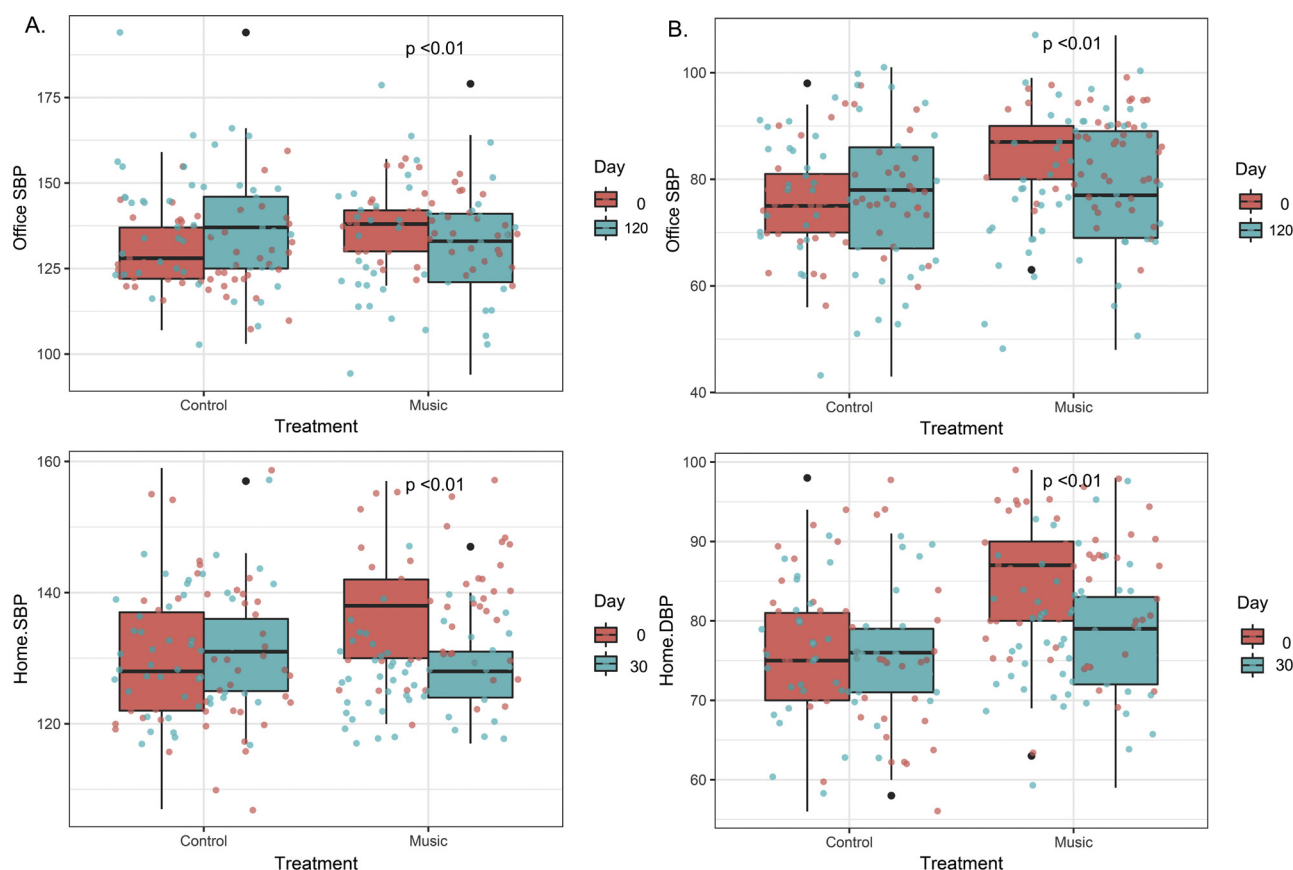 A.
p <0.01
175
150
125
100
Office SBP
Control
Music
Treatment
Day
0
120
B.
p <0.01
100
80
60
40
Office SBP
Control
Music
Treatment
Day
0
120
p <0.01
160
140
120
Home.SBP
Control
Music
Treatment
Day
0
30
p <0.01
100
90
80
70
60
Home.DBP
Control
Music
Treatment
Day
0
30